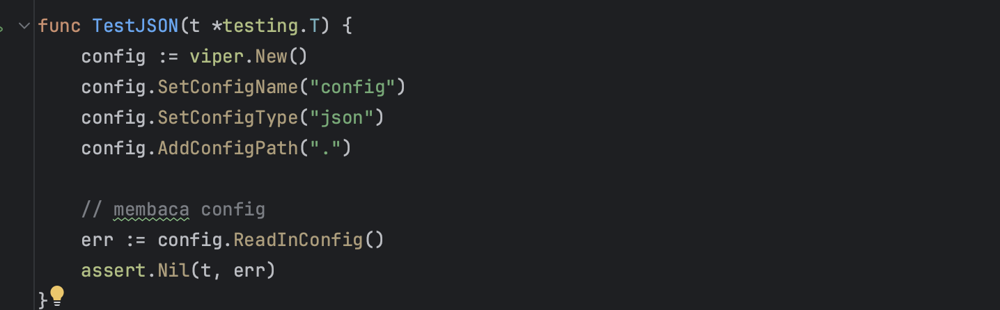 func TestJSON(t *testing.T) {
    config := viper.New()
    config.SetConfigName("config")
    config.SetConfigType("json")
    config.AddConfigPath(".")

    // membaca config
    err := config.ReadInConfig()
    assert.Nil(t, err)
}